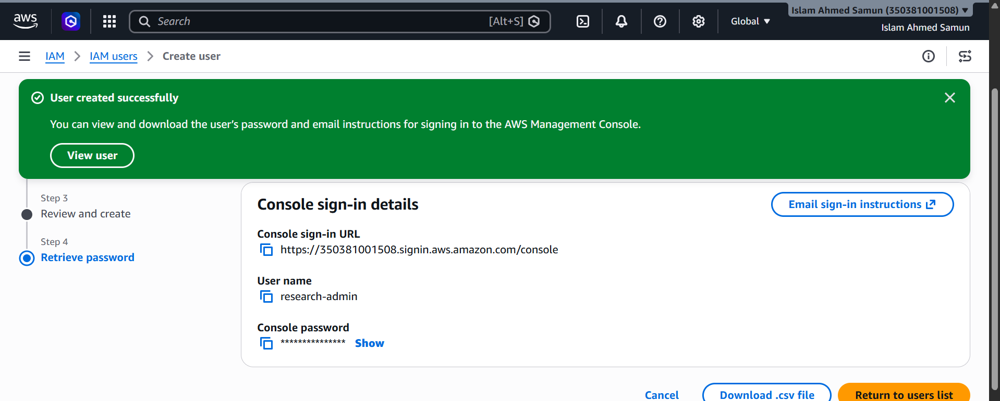 aws
Search
[Alt+S]
Global
Islam Ahmed Samun (350381001508)
Islam Ahmed Samun
IAM
IAM users
Create user
User created successfully
You can view and download the user's password and email instructions for signing in to the AWS Management Console.
View user
Step 3
Review and create
Step 4
Retrieve password
Console sign-in details
Email sign-in instructions
Console sign-in URL
https://350381001508.signin.aws.amazon.com/console
User name
research-admin
Console password
*************** Show
Cancel
Download .csv file
Return to users list